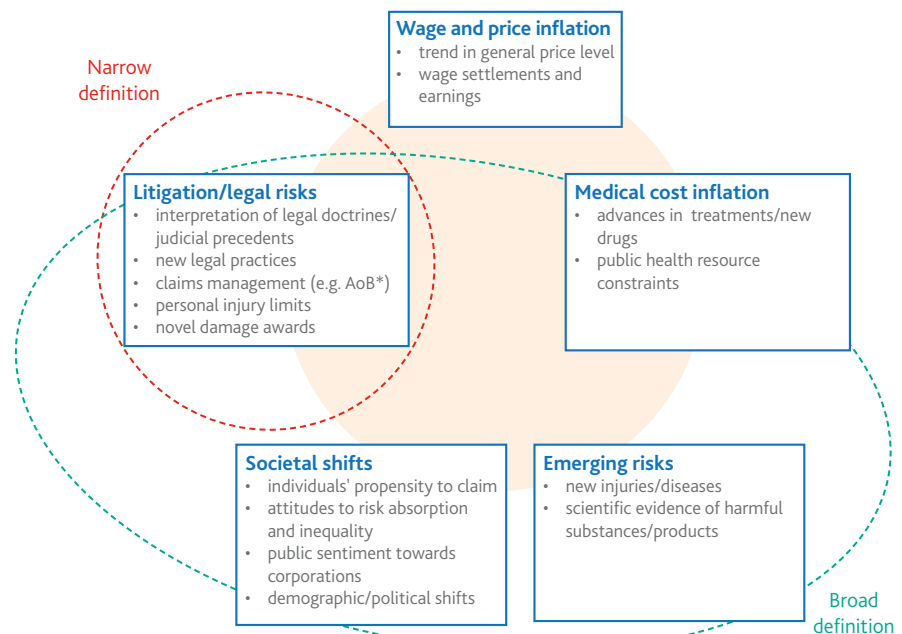 Wage and price inflation
• trend in general price level
• wage settlements and
earnings
Narrow
definition
Litigation/legal risks
• interpretation of legal doctrines/
judicial precedents
• new legal practices
• claims management (e.g. AoB*)
• personal injury limits
• novel damage awards
Medical cost inflation
• advances in treatments/new
drugs
• public health resource
constraints
Societal shifts
• individuals' propensity to claim
• attitudes to risk absorption
and inequality
• public sentiment towards
corporations
• demographic/political shifts
Emerging risks
• new injuries/diseases
• scientific evidence of harmful
substances/products
Broad
definition